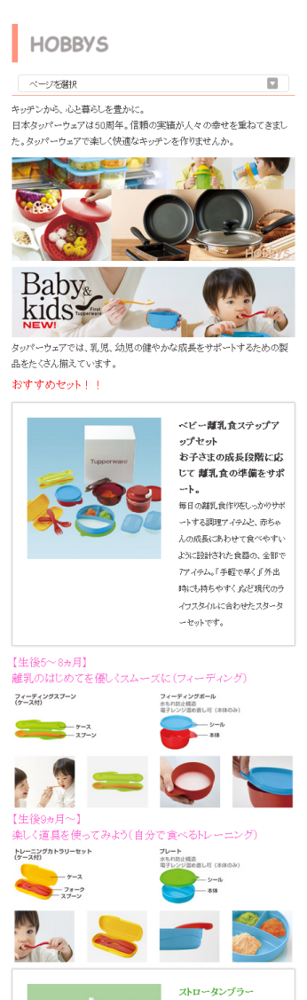 HOBBYS
ページを選択
キッチンから、心と暮らしを豊かに。
日本タッパーウェアは50周年。信頼の実績が人々の幸せを重ねてきまし
た。タッパーウェアで楽しく快適なキッチンを作りませんか。
HOBBYS
Baby&
kids
First
Tupperware
NEW!
タッパーウェアでは、乳児、幼児の健やかな成長をサポートするための製
品をたくさん揃えています。
おすすめセット！！
Tupperware
ベビー離乳食ステップア
ップセット
お子さまの成長段階に応
じて 離乳食の準備をサポ
ート。
毎日の離乳食作りをしっかりサポ
ートする調理アイテムと、赤ちゃ
んの成長にあわせて食べやすい
ように設計された食器の、全部で
7アイテム。「手軽で早く」「外出
時にも持ちやすく」など現代のラ
イフスタイルに合わせたスタータ
ーセットです。
【生後5～8ヵ月】
離乳のはじめてを優しくスムーズに（フィーディング）
フィーディングスプーン
（ケース付）
ケース
スプーン
フィーディングボール
水もれ防止構造
電子レンジ温め直し可（本体のみ）
シール
本体
【生後9ヵ月～】
楽しく道具を使ってみよう（自分で食べるトレーニング）
トレーニングカトラリーセット
（ケース付）
ケース
フォーク
スプーン
プレート
水もれ防止構造
電子レンジ温め直し可（本体のみ）
シール
本体
ストロータンブラー